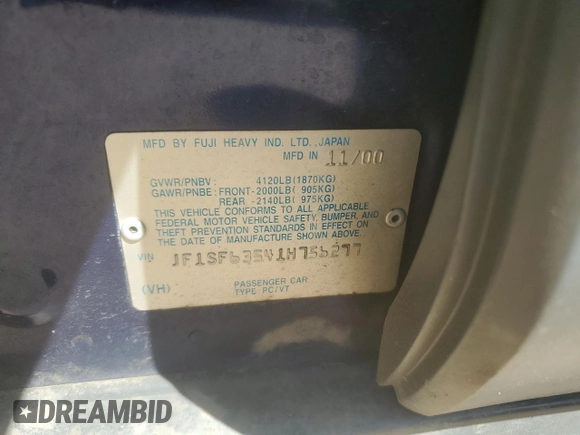 MFD BY FUJI HEAVY IND. LTD., JAPAN
MFD IN 11/00
GVWR/PNBV : 4120LB(1870KG)
GAWR/PNBE: FRONT-2000LB( 905KG)
REAR -2140LB( 975KG)
THIS VEHICLE CONFORMS TO ALL APPLICABLE
FEDERAL MOTOR VEHICLE SAFETY, BUMPER, AND
THEFT PREVENTION STANDARDS IN EFFECT ON
THE DATE OF MANUFACTURE SHOWN ABOVE.
VIN JF1SF63541H756277
(VH) PASSENGER CAR
TYPE PC/VT
DREAMBID